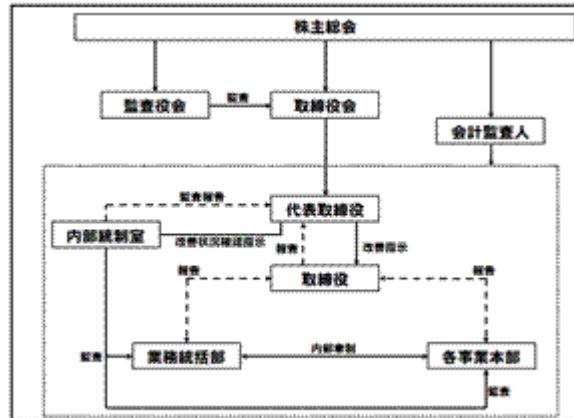 株主総会
監査役会
監査
取締役会
会計監査人
監査報告
代表取締役
内部統制室
改善状況確認指示
報告
改善指示
取締役
報告
報告
監査
業務統括部
内部牽制
各事業本部
監査